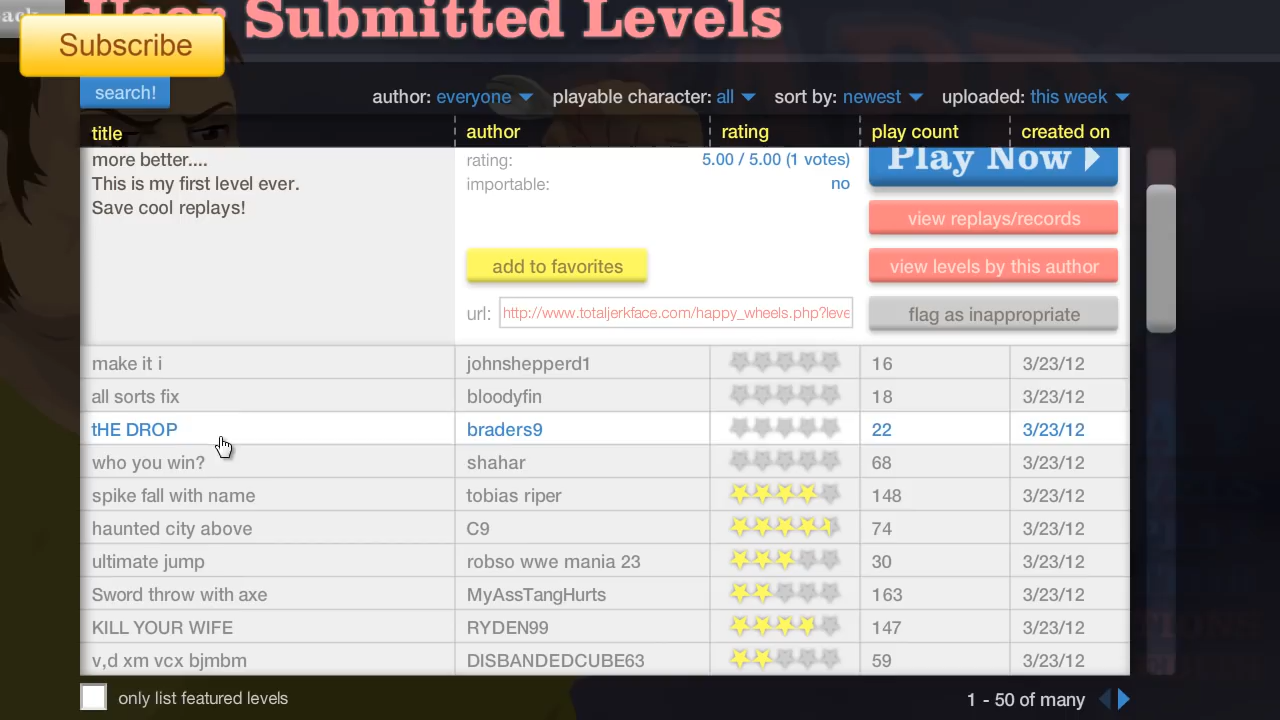 ack
User Submitted Levels
Subscribe
search!
author: everyone playable character: all sort by: newest uploaded: this week
title author rating play count created on
more better.... rating: 5.00 / 5.00 (1 votes) Play Now
This is my first level ever. importable: no
Save cool replays! view replays/records
add to favorites view levels by this author
url: http://www.totaljerkface.com/happy_wheels.php?leve flag as inappropriate
make it i johnshepperd1 16 3/23/12
all sorts fix bloodyfin 18 3/23/12
tHE DROP braders9 22 3/23/12
who you win? shahar 68 3/23/12
spike fall with name tobias riper 148 3/23/12
haunted city above C9 74 3/23/12
ultimate jump robso wwe mania 23 30 3/23/12
Sword throw with axe MyAssTangHurts 163 3/23/12
KILL YOUR WIFE RYDEN99 147 3/23/12
v,d xm vcx bjmbm DISBANDEDCUBE63 59 3/23/12
only list featured levels 1 - 50 of many